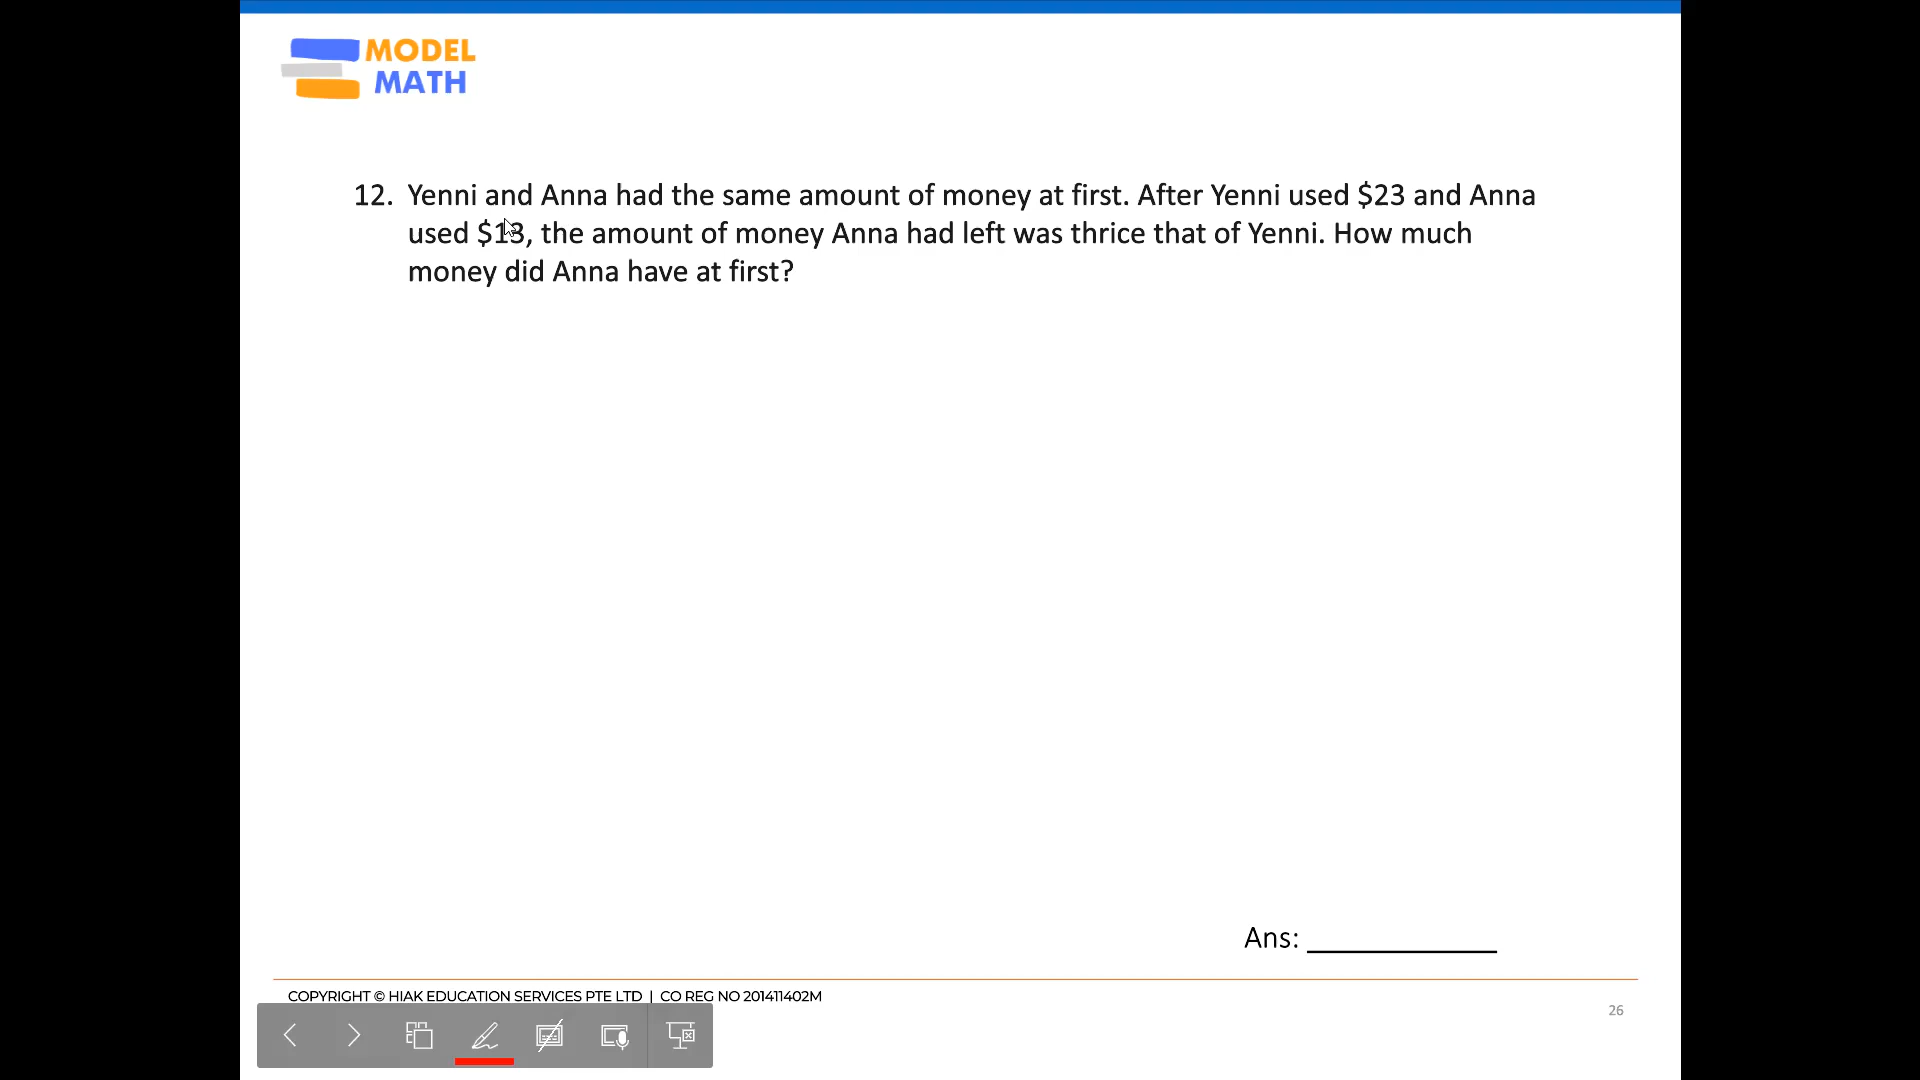 MODEL
MATH
12. Yenni and Anna had the same amount of money at first. After Yenni used $23 and Anna
used $13, the amount of money Anna had left was thrice that of Yenni. How much
money did Anna have at first?
Ans: ____________
COPYRIGHT © HIAK EDUCATION SERVICES PTE LTD | CO REG NO 201411402M
26